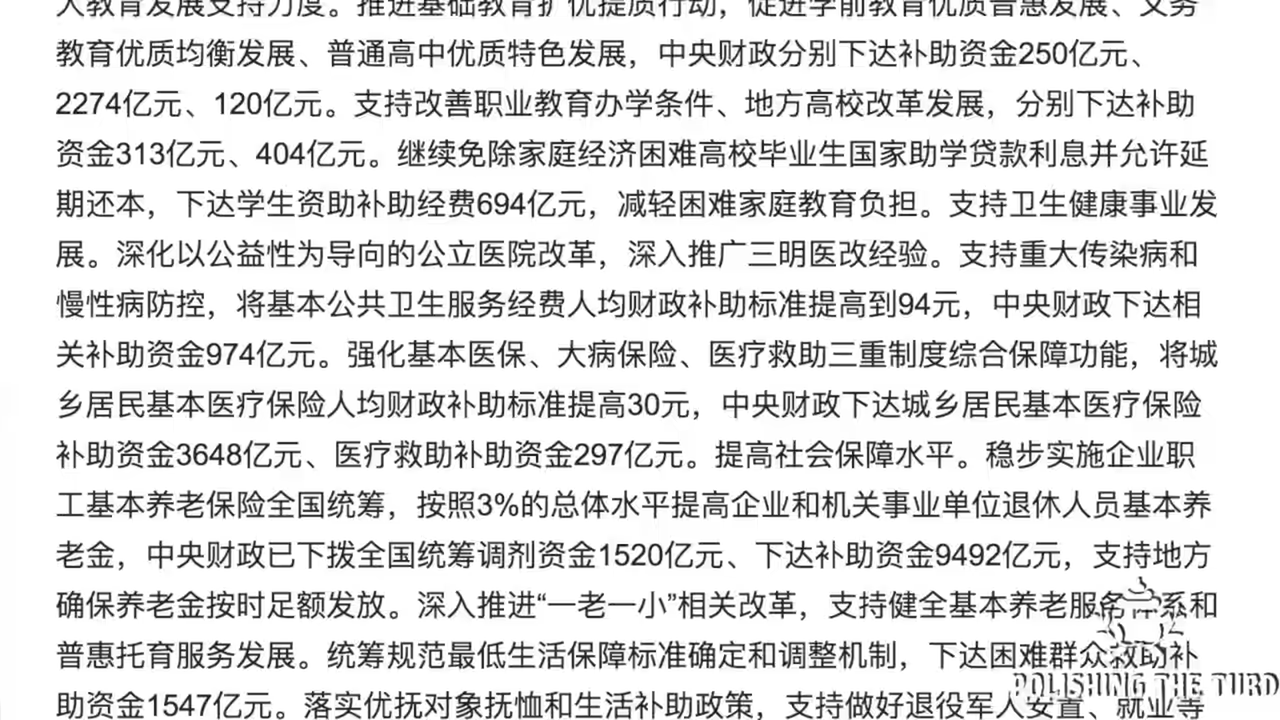 人教育发展支持力度。推进基础教育扩优提质行动，促进学前教育优质普惠发展、义务
教育优质均衡发展、普通高中优质特色发展，中央财政分别下达补助资金250亿元、
2274亿元、120亿元。支持改善职业教育办学条件、地方高校改革发展，分别下达补助
资金313亿元、404亿元。继续免除家庭经济困难高校毕业生国家助学贷款利息并允许延
期还本，下达学生资助补助经费694亿元，减轻困难家庭教育负担。支持卫生健康事业发
展。深化以公益性为导向的公立医院改革，深入推广三明医改经验。支持重大传染病和
慢性病防控，将基本公共卫生服务经费人均财政补助标准提高到94元，中央财政下达相
关补助资金974亿元。强化基本医保、大病保险、医疗救助三重制度综合保障功能，将城
乡居民基本医疗保险人均财政补助标准提高30元，中央财政下达城乡居民基本医疗保险
补助资金3648亿元、医疗救助补助资金297亿元。提高社会保障水平。稳步实施企业职
工基本养老保险全国统筹，按照3%的总体水平提高企业和机关事业单位退休人员基本养
老金，中央财政已下拨全国统筹调剂资金1520亿元、下达补助资金9492亿元，支持地方
确保养老金按时足额发放。深入推进“一老一小”相关改革，支持健全基本养老服务体系和
普惠托育服务发展。统筹规范最低生活保障标准确定和调整机制，下达困难群众救助补
助资金1547亿元。落实优抚对象抚恤和生活补助政策，支持做好退役军人安置、就业等
POLISHING THE TURD